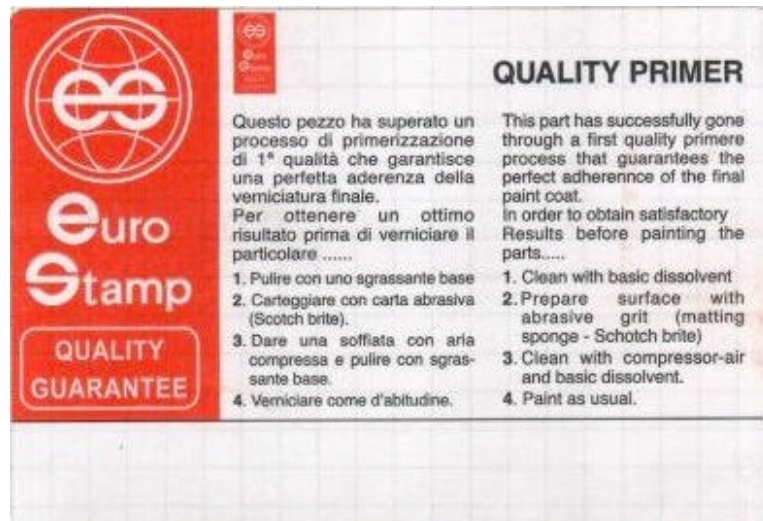 es
euro
Stamp
QUALITY
GUARANTEE
es
euro
Stamp
QUALITY PRIMER
Questo pezzo ha superato un
processo di primerizzazione
di 1ª qualità che garantisce
una perfetta aderenza della
verniciatura finale.
Per ottenere un ottimo
risultato prima di verniciare il
particolare ......
1. Pulire con uno sgrassante base
2. Carteggiare con carta abrasiva
(Scotch brite).
3. Dare una soffiata con aria
compressa e pulire con sgras-
sante base.
4. Verniciare come d'abitudine.
This part has successfully gone
through a first quality primere
process that guarantees the
perfect adherennce of the final
paint coat.
In order to obtain satisfactory
Results before painting the
parts.....
1. Clean with basic dissolvent
2. Prepare surface with
abrasive grit (matting
sponge - Schotch brite)
3. Clean with compressor-air
and basic dissolvent.
4. Paint as usual.